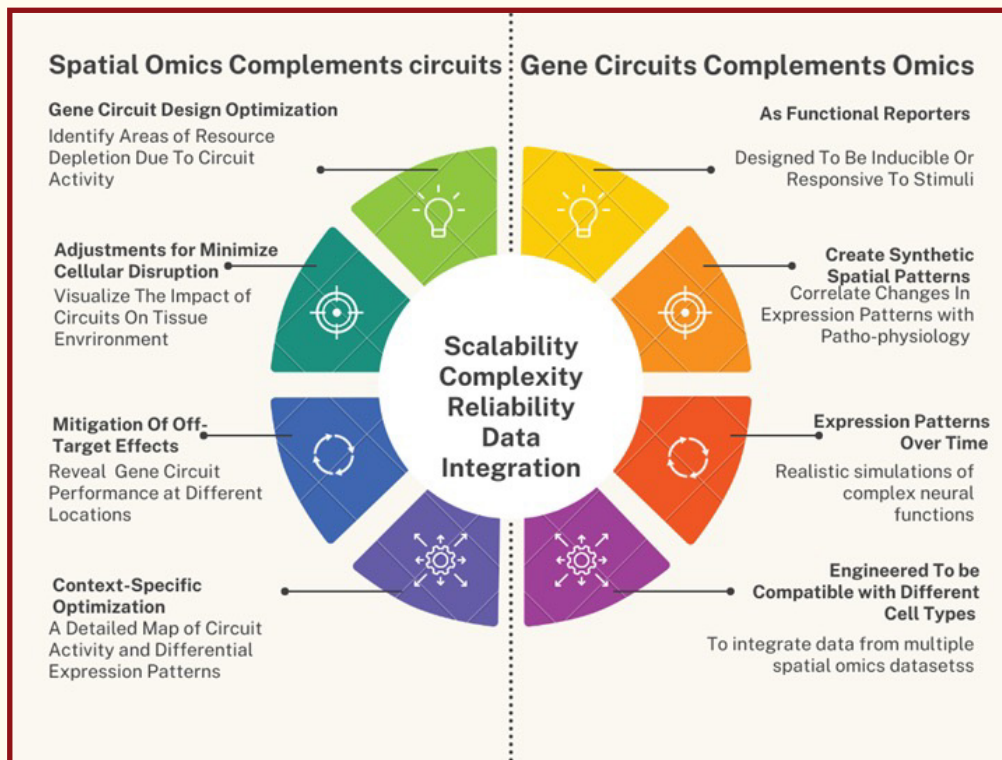 Spatial Omics Complements circuits
Gene Circuit Design Optimization
Identify Areas of Resource
Depletion Due To Circuit
Activity
Adjustments for Minimize
Cellular Disruption
Visualize The Impact of
Circuits On Tissue
Envrironment
Mitigation Of Off-
Target Effects
Reveal Gene Circuit
Performance at Different
Locations
Context-Specific
Optimization
A Detailed Map of Circuit
Activity and Differential
Expression Patterns
Scalability
Complexity
Reliability
Data
Integration
Gene Circuits Complements Omics
As Functional Reporters
Designed To Be Inducible Or
Responsive To Stimuli
Create Synthetic
Spatial Patterns
Correlate Changes In
Expression Patterns with
Patho-physiology
Expression Patterns
Over Time
Realistic simulations of
complex neural
functions
Engineered To be
Compatible with Different
Cell Types
To integrate data from multiple
spatial omics datasetss